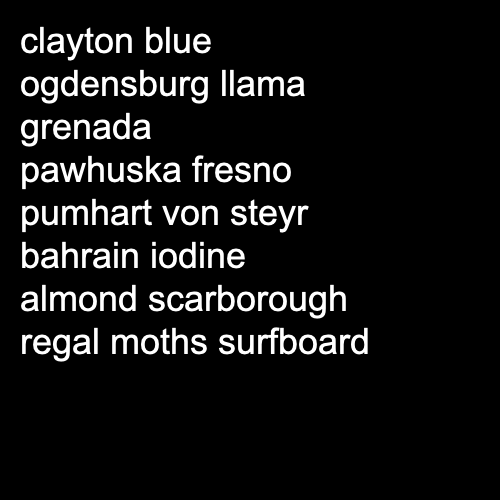 clayton blue
ogdensburg llama
grenada
pawhuska fresno
pumhart von steyr
bahrain iodine
almond scarborough
regal moths surfboard